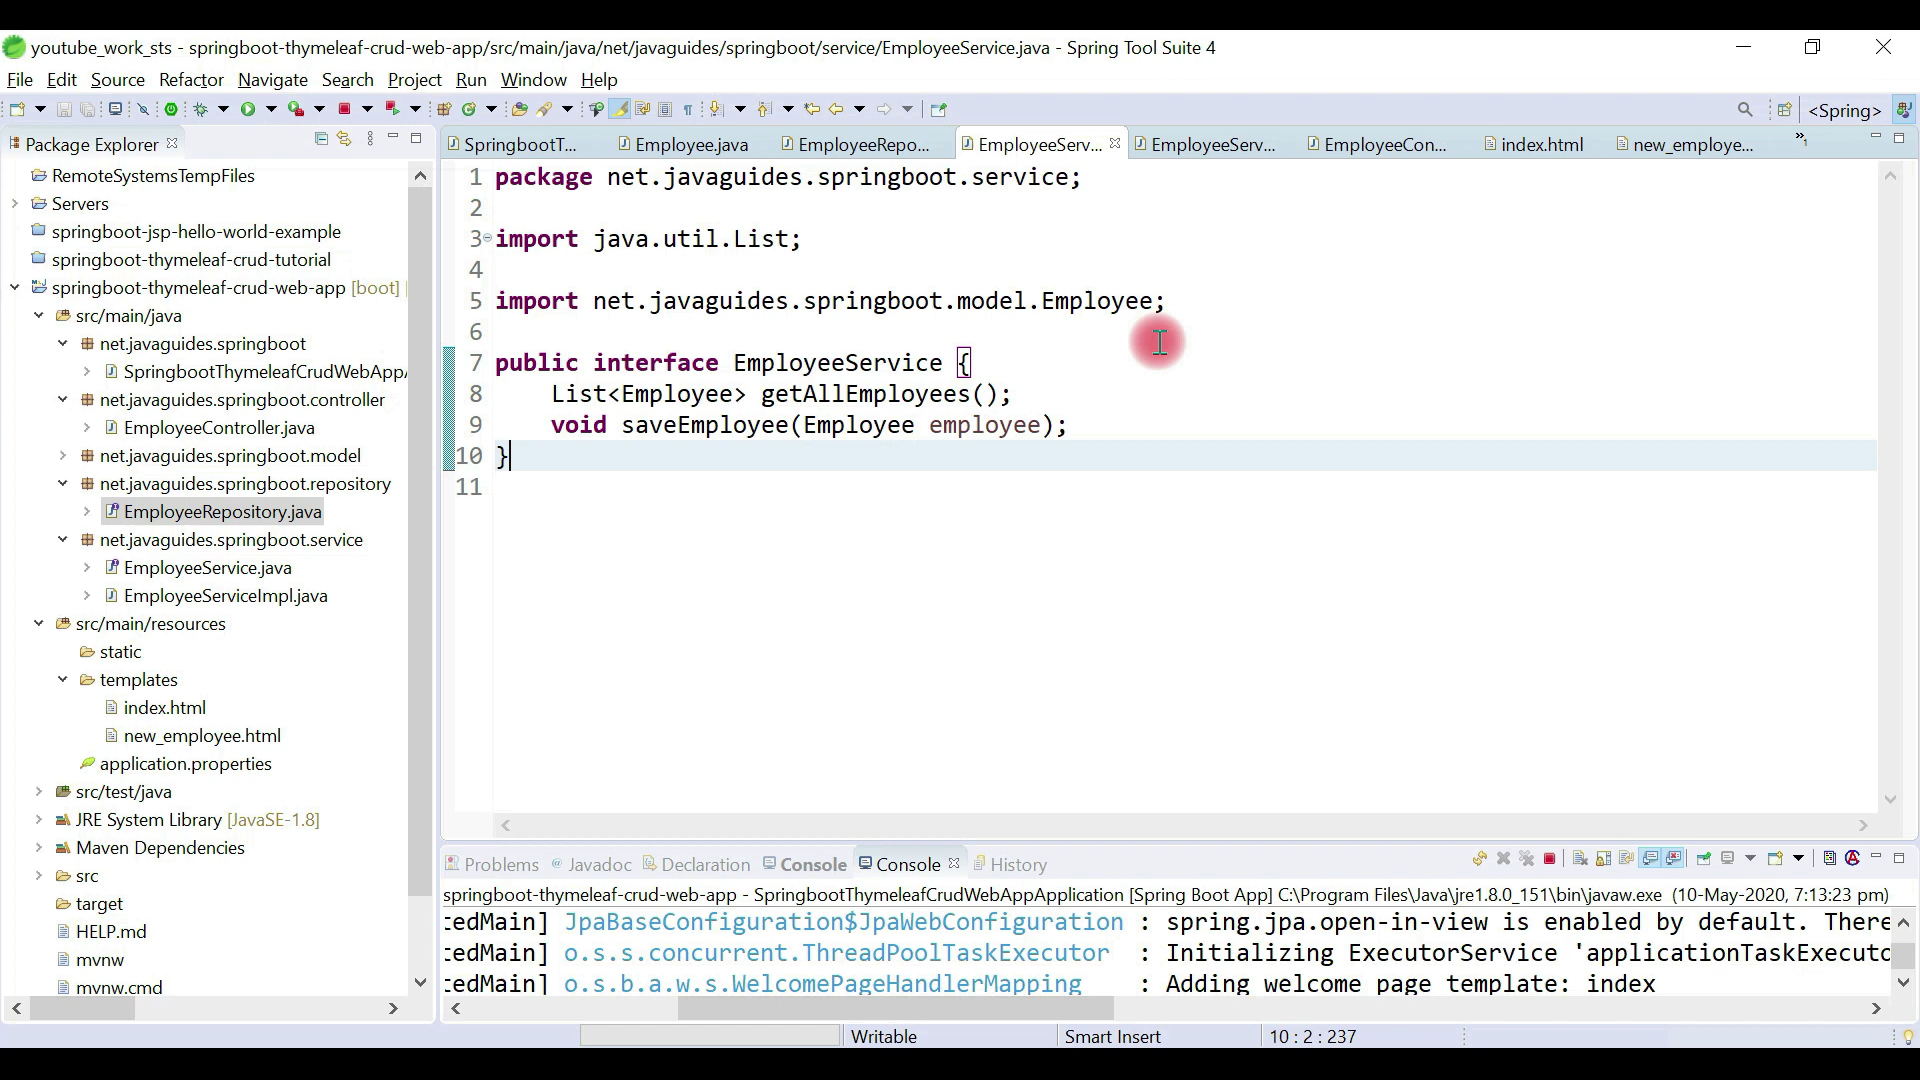 youtube_work_sts - springboot-thymeleaf-crud-web-app/src/main/java/net/javaguides/springboot/service/EmployeeService.java - Spring Tool Suite 4
File Edit Source Refactor Navigate Search Project Run Window Help
<Spring>
Package Explorer
RemoteSystemsTempFiles
Servers
springboot-jsp-hello-world-example
springboot-thymeleaf-crud-tutorial
springboot-thymeleaf-crud-web-app [boot]
src/main/java
net.javaguides.springboot
SpringbootThymeleafCrudWebAppA
net.javaguides.springboot.controller
EmployeeController.java
net.javaguides.springboot.model
net.javaguides.springboot.repository
EmployeeRepository.java
net.javaguides.springboot.service
EmployeeService.java
EmployeeServiceImpl.java
src/main/resources
static
templates
index.html
new_employee.html
application.properties
src/test/java
JRE System Library [JavaSE-1.8]
Maven Dependencies
src
target
HELP.md
mvnw
mvnw.cmd
SpringbootT... Employee.java EmployeeRepo... EmployeeServ... EmployeeServ... EmployeeCon... index.html new_employe... »1
1 package net.javaguides.springboot.service;
2
3 import java.util.List;
4
5 import net.javaguides.springboot.model.Employee;
6
7 public interface EmployeeService {
8 List<Employee> getAllEmployees();
9 void saveEmployee(Employee employee);
10 }
11
Problems @ Javadoc Declaration Console Console History
springboot-thymeleaf-crud-web-app - SpringbootThymeleafCrudWebAppApplication [Spring Boot App] C:\Program Files\Java\jre1.8.0_151\bin\javaw.exe (10-May-2020, 7:13:23 pm)
tedMain] JpaBaseConfiguration$JpaWebConfiguration : spring.jpa.open-in-view is enabled by default. There
tedMain] o.s.s.concurrent.ThreadPoolTaskExecutor : Initializing ExecutorService 'applicationTaskExecuto
tedMain] o.s.b.a.w.s.WelcomePageHandlerMapping : Adding welcome page template: index
Writable Smart Insert 10 : 2 : 237